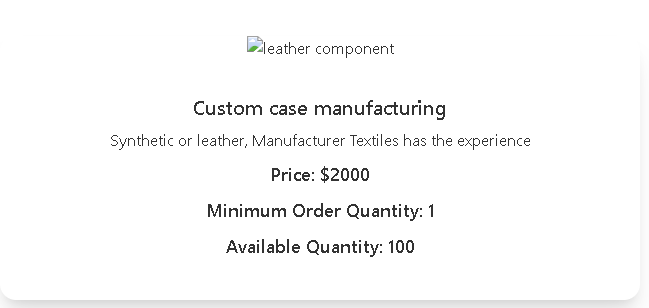 leather component
Custom case manufacturing
Synthetic or leather, Manufacturer Textiles has the experience
Price: $2000
Minimum Order Quantity: 1
Available Quantity: 100